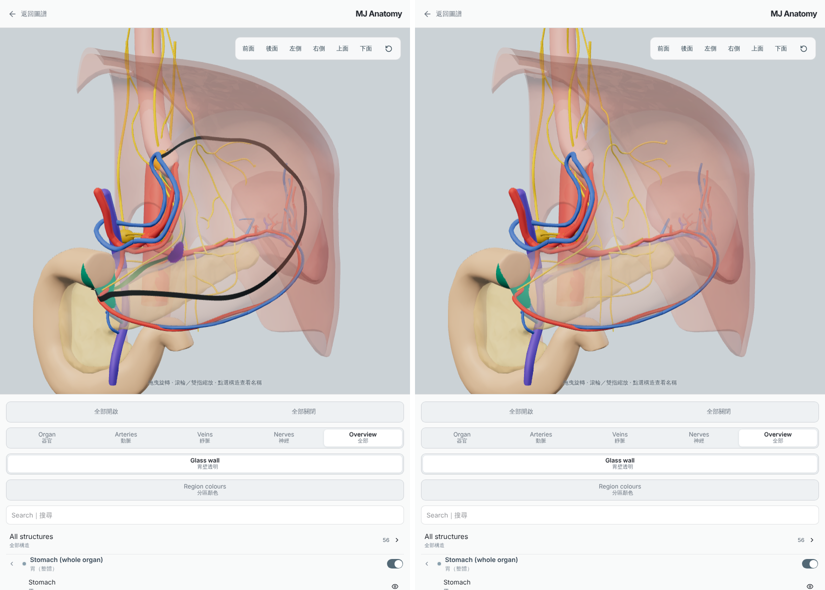 返回圖譜
MJ Anatomy
前面 後面 左側 右側 上面 下面
拖曳旋轉 · 滾輪／雙指縮放 · 點選構造查看名稱
全部開啟 全部關閉
Organ Arteries Veins Nerves Overview
器官 動脈 靜脈 神經 全部
Glass wall
胃壁透明
Region colours
分區顏色
Search｜搜尋
All structures 56
全部構造
Stomach (whole organ)
胃（整體）
Stomach
返回圖譜
MJ Anatomy
前面 後面 左側 右側 上面 下面
拖曳旋轉 · 滾輪／雙指縮放 · 點選構造查看名稱
全部開啟 全部關閉
Organ Arteries Veins Nerves Overview
器官 動脈 靜脈 神經 全部
Glass wall
胃壁透明
Region colours
分區顏色
Search｜搜尋
All structures 56
全部構造
Stomach (whole organ)
胃（整體）
Stomach